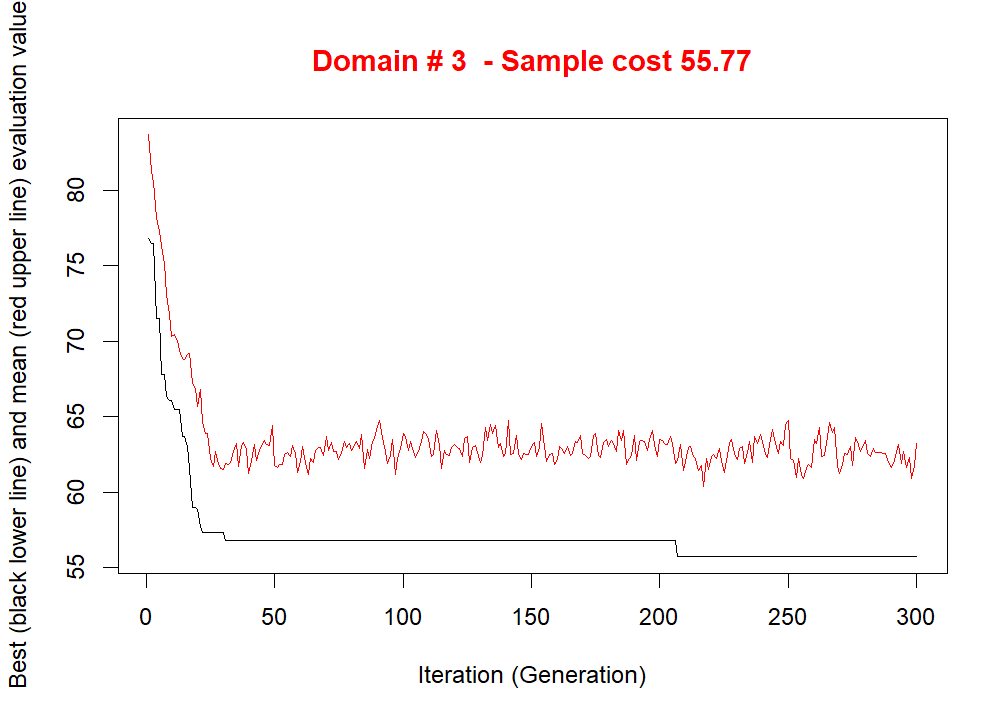 Domain # 3  - Sample cost 55.77
Best (black lower line) and mean (red upper line) evaluation value
80
75
70
65
60
55
0 50 100 150 200 250 300
Iteration (Generation)